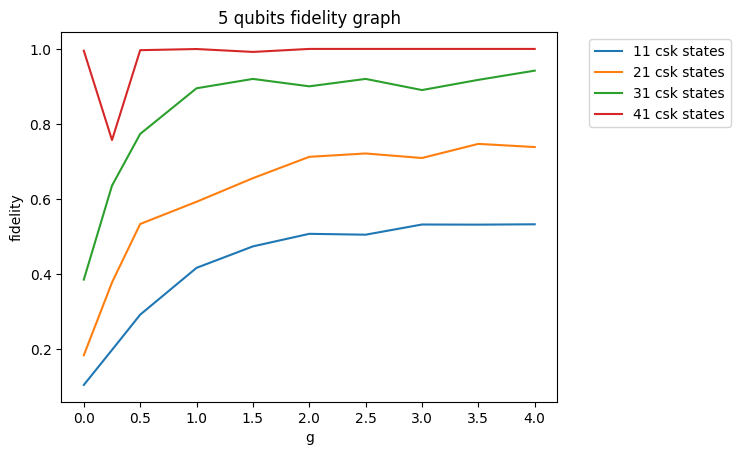 5 qubits fidelity graph
fidelity
1.0
0.8
0.6
0.4
0.2
0.0 0.5 1.0 1.5 2.0 2.5 3.0 3.5 4.0
g
11 csk states
21 csk states
31 csk states
41 csk states